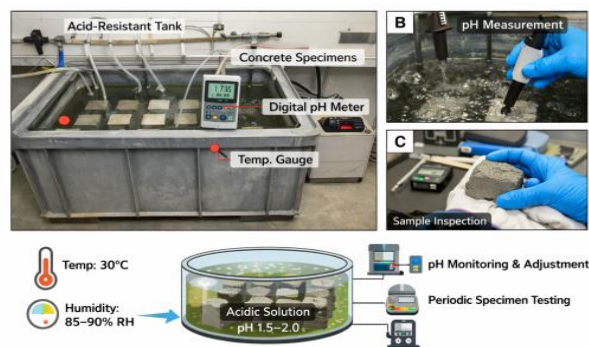 Acid-Resistant Tank
Concrete Specimens
Digital pH Meter
Temp. Gauge
B
pH Measurement
C
Sample Inspection
Temp: 30°C
Humidity:
85–90% RH
Acidic Solution
pH 1.5–2.0
pH Monitoring & Adjustment
Periodic Specimen Testing